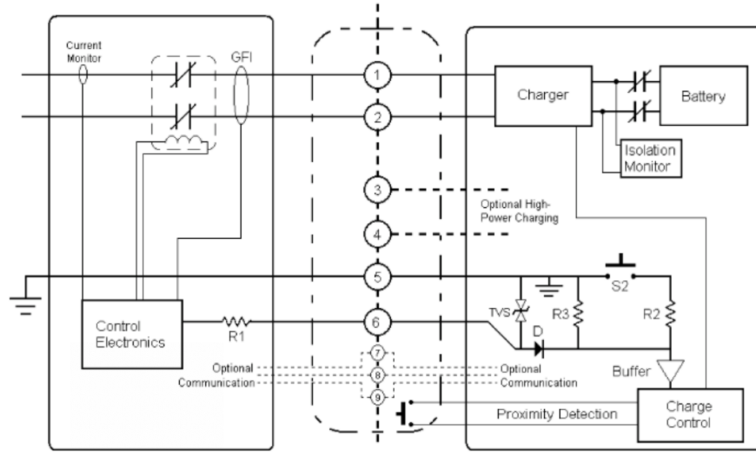 Current
Monitor
GFI
1
Charger
Battery
2
Isolation
Monitor
3
Optional High-
Power Charging
4
5
S2
TVS
R3
R2
6
Control
Electronics
R1
D
7
Optional
Communication
8
Optional
Communication
9
Buffer
Proximity Detection
Charge
Control